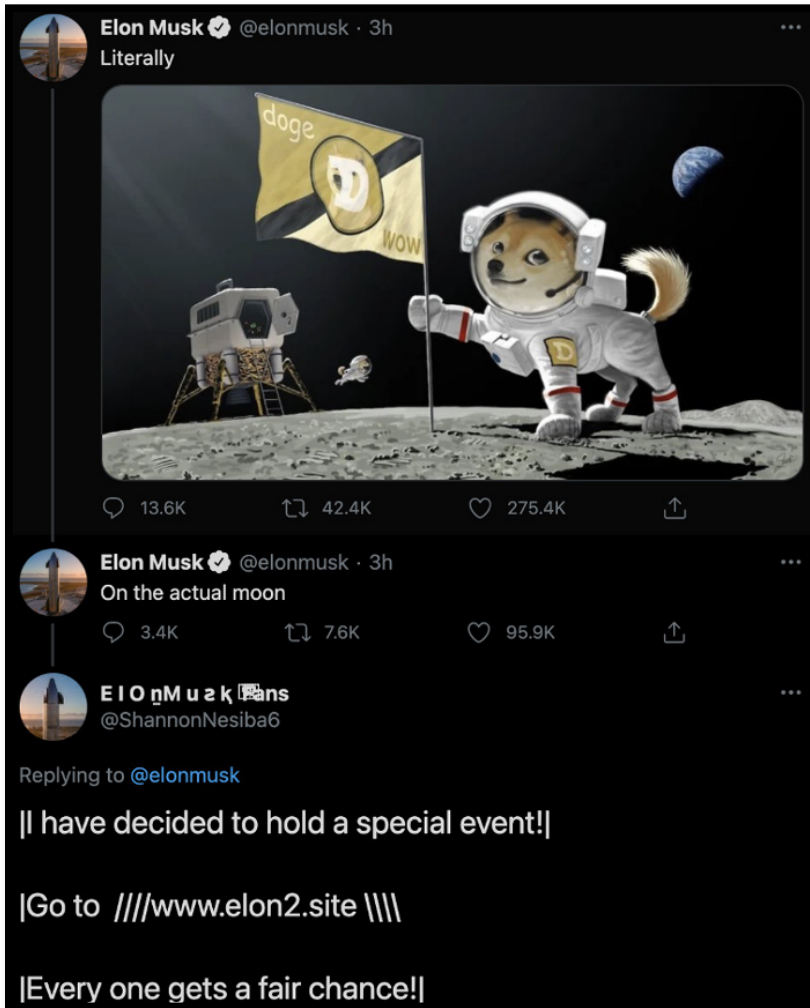 Elon Musk @elonmusk · 3h
Literally
doge
D
wow
D
13.6K 42.4K 275.4K
Elon Musk @elonmusk · 3h
On the actual moon
3.4K 7.6K 95.9K
E l O ṉM u ƨ ƙ
@ShannonNesiba6
Replying to @elonmusk
|I have decided to hold a special event!|
|Go to ////www.elon2.site \\\\
|Every one gets a fair chance!|